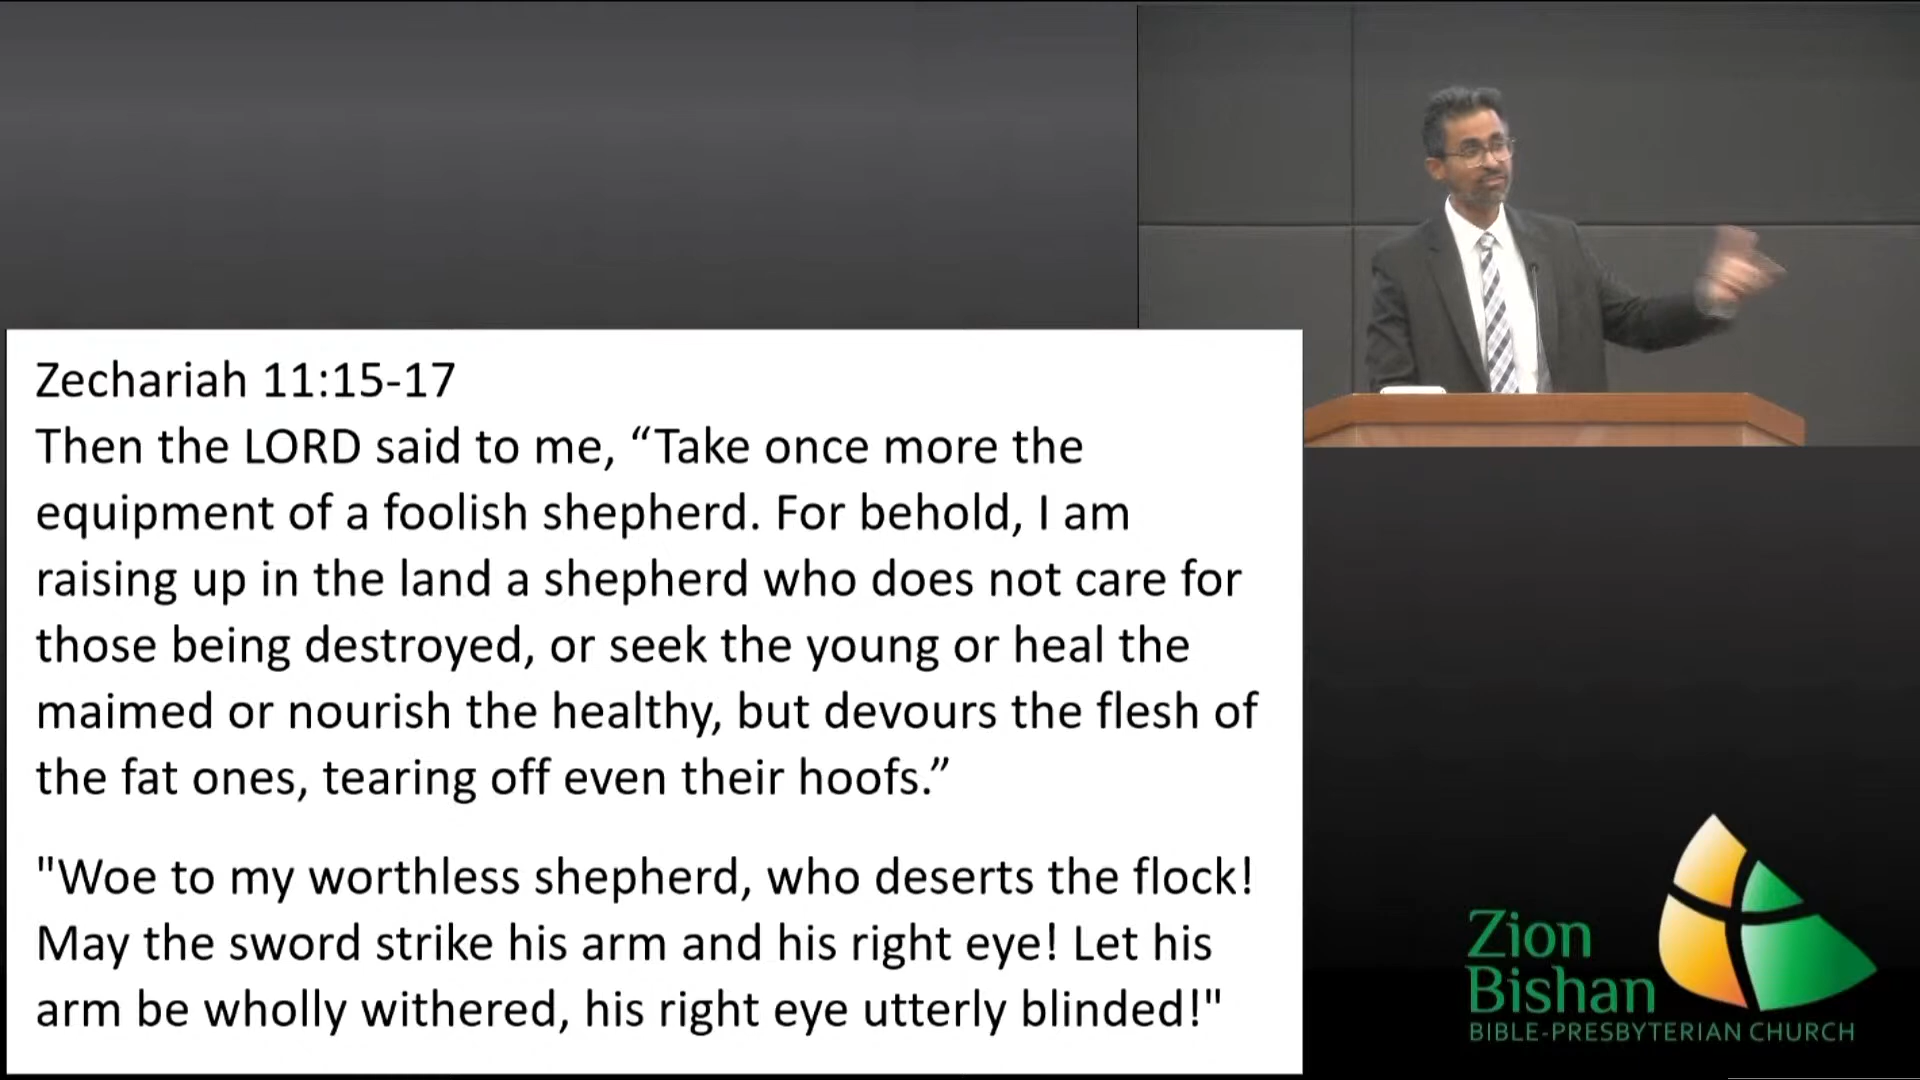 Zechariah 11:15-17
Then the LORD said to me, “Take once more the
equipment of a foolish shepherd. For behold, I am
raising up in the land a shepherd who does not care for
those being destroyed, or seek the young or heal the
maimed or nourish the healthy, but devours the flesh of
the fat ones, tearing off even their hoofs.”
"Woe to my worthless shepherd, who deserts the flock!
May the sword strike his arm and his right eye! Let his
arm be wholly withered, his right eye utterly blinded!"
Zion
Bishan
BIBLE-PRESBYTERIAN CHURCH